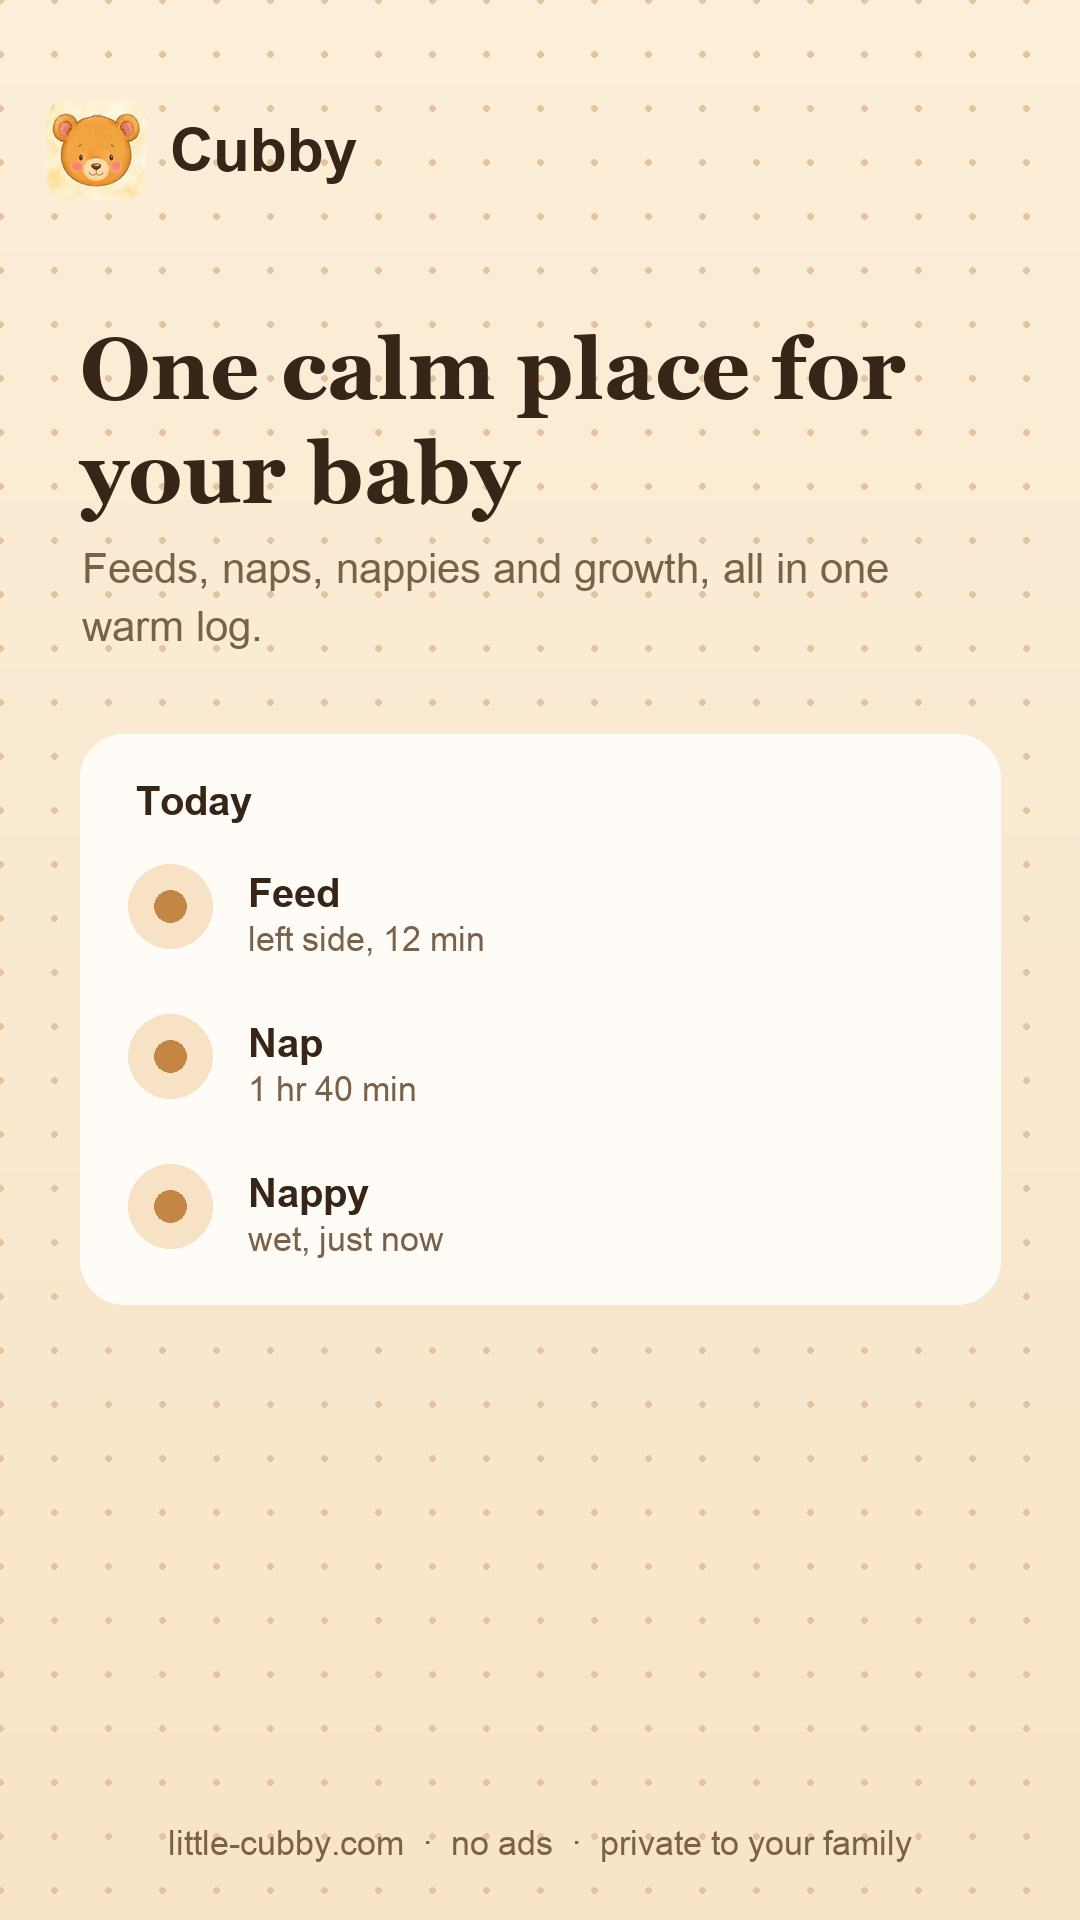 Cubby
One calm place for
your baby
Feeds, naps, nappies and growth, all in one
warm log.
Today
Feed
left side, 12 min
Nap
1 hr 40 min
Nappy
wet, just now
little-cubby.com · no ads · private to your family